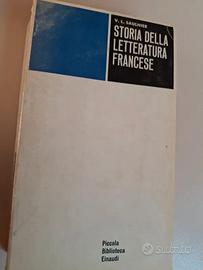 V. L. SAULNIER
STORIA DELLA
LETTERATURA
FRANCESE
Piccola
Biblioteca
Einaudi
subito